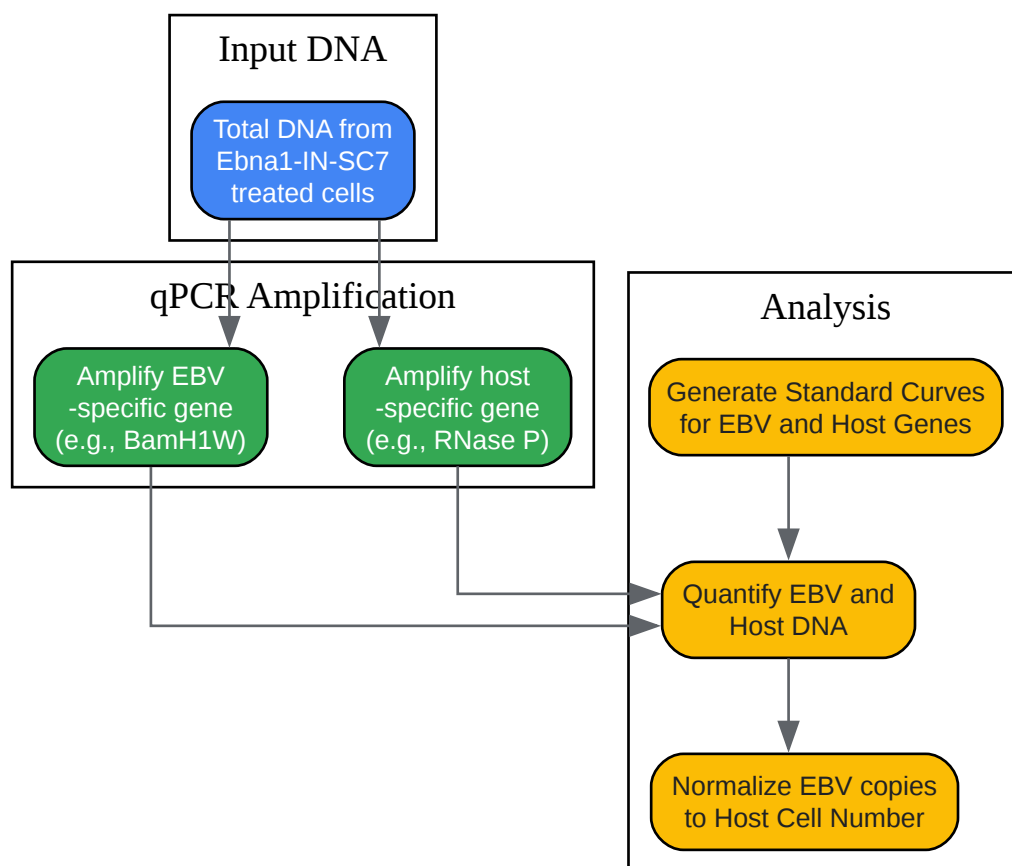 Input DNA
Total DNA from
Ebna1-IN-SC7
treated cells
qPCR Amplification
Amplify EBV
-specific gene
(e.g., BamH1W)
Amplify host
-specific gene
(e.g., RNase P)
Analysis
Generate Standard Curves
for EBV and Host Genes
Quantify EBV and
Host DNA
Normalize EBV copies
to Host Cell Number